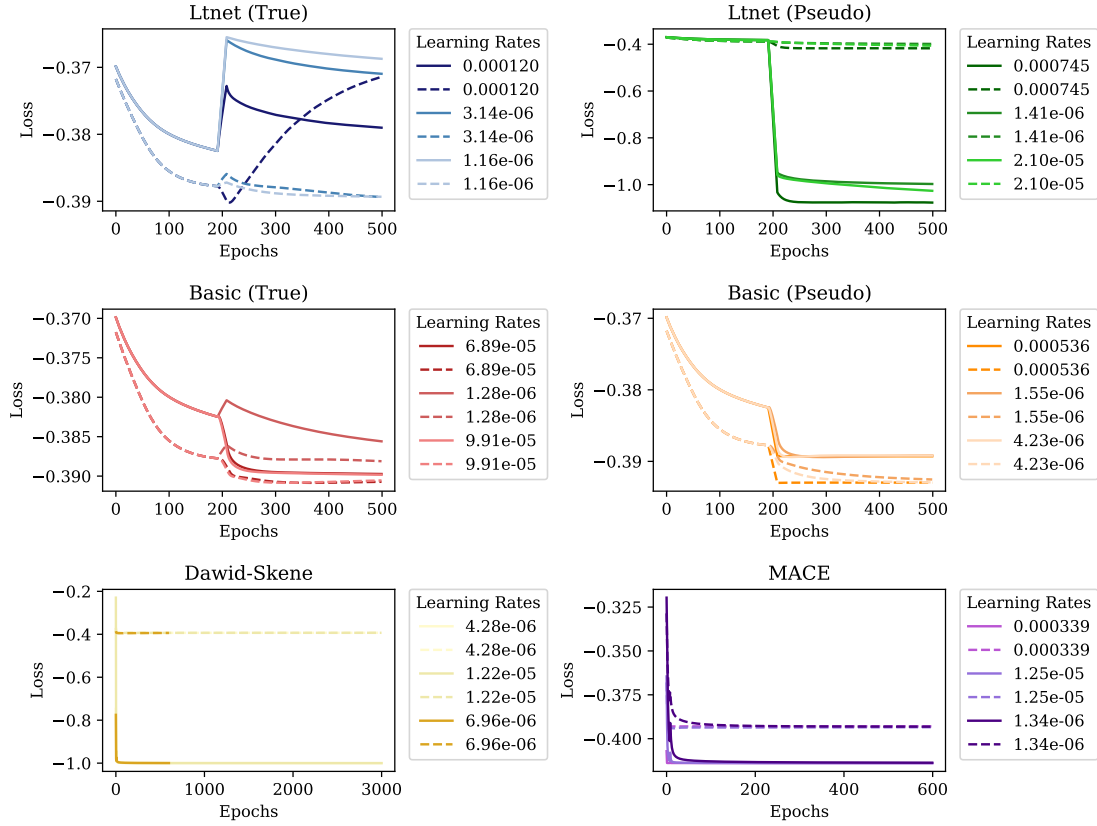 Ltnet (True)
Loss
−0.37
−0.38
−0.39
0 100 200 300 400 500
Epochs
Learning Rates
0.000120
0.000120
3.14e-06
3.14e-06
1.16e-06
1.16e-06
Ltnet (Pseudo)
Loss
−0.4
−0.6
−0.8
−1.0
0 100 200 300 400 500
Epochs
Learning Rates
0.000745
0.000745
1.41e-06
1.41e-06
2.10e-05
2.10e-05
Basic (True)
Loss
−0.370
−0.375
−0.380
−0.385
−0.390
0 100 200 300 400 500
Epochs
Learning Rates
6.89e-05
6.89e-05
1.28e-06
1.28e-06
9.91e-05
9.91e-05
Basic (Pseudo)
Loss
−0.37
−0.38
−0.39
0 100 200 300 400 500
Epochs
Learning Rates
0.000536
0.000536
1.55e-06
1.55e-06
4.23e-06
4.23e-06
Dawid-Skene
Loss
−0.2
−0.4
−0.6
−0.8
−1.0
0 1000 2000 3000
Epochs
Learning Rates
4.28e-06
4.28e-06
1.22e-05
1.22e-05
6.96e-06
6.96e-06
MACE
Loss
−0.325
−0.350
−0.375
−0.400
0 100 200 300 400 500 600
Epochs
Learning Rates
0.000339
0.000339
1.25e-05
1.25e-05
1.34e-06
1.34e-06